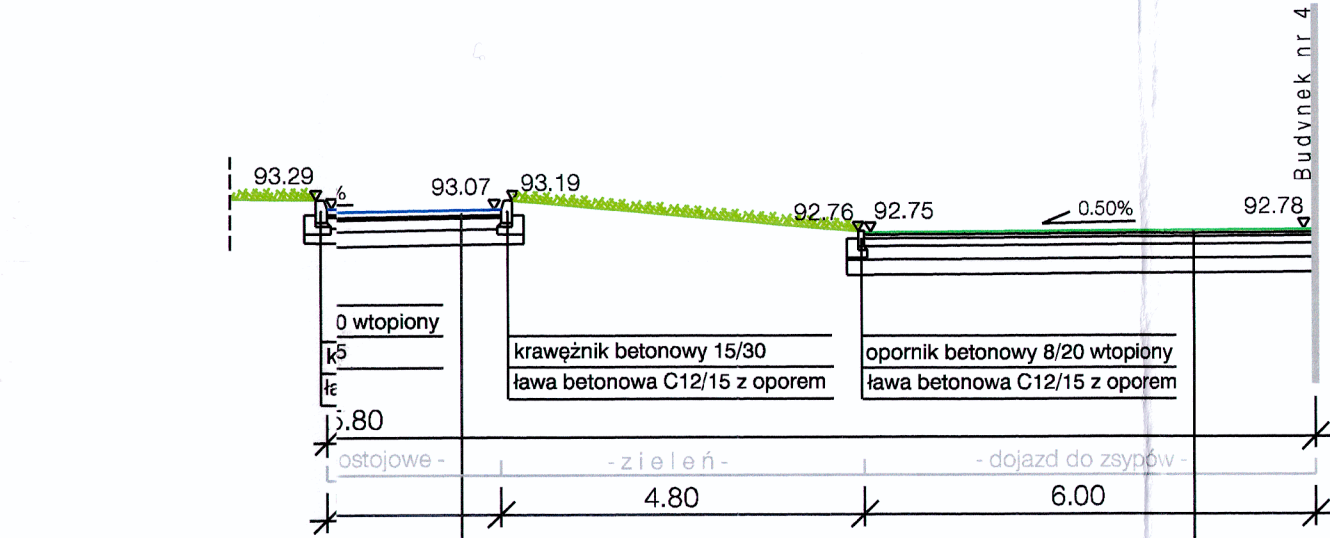 Budynek nr 4
93.29
%
93.07
93.19
92.76
92.75
0.50%
92.78
0 wtopiony
5
krawężnik betonowy 15/30
ława betonowa C12/15 z oporem
opornik betonowy 8/20 wtopiony
ława betonowa C12/15 z oporem
5.80
ostojowe -
- zieleń -
- dojazd do zsypów -
4.80
6.00